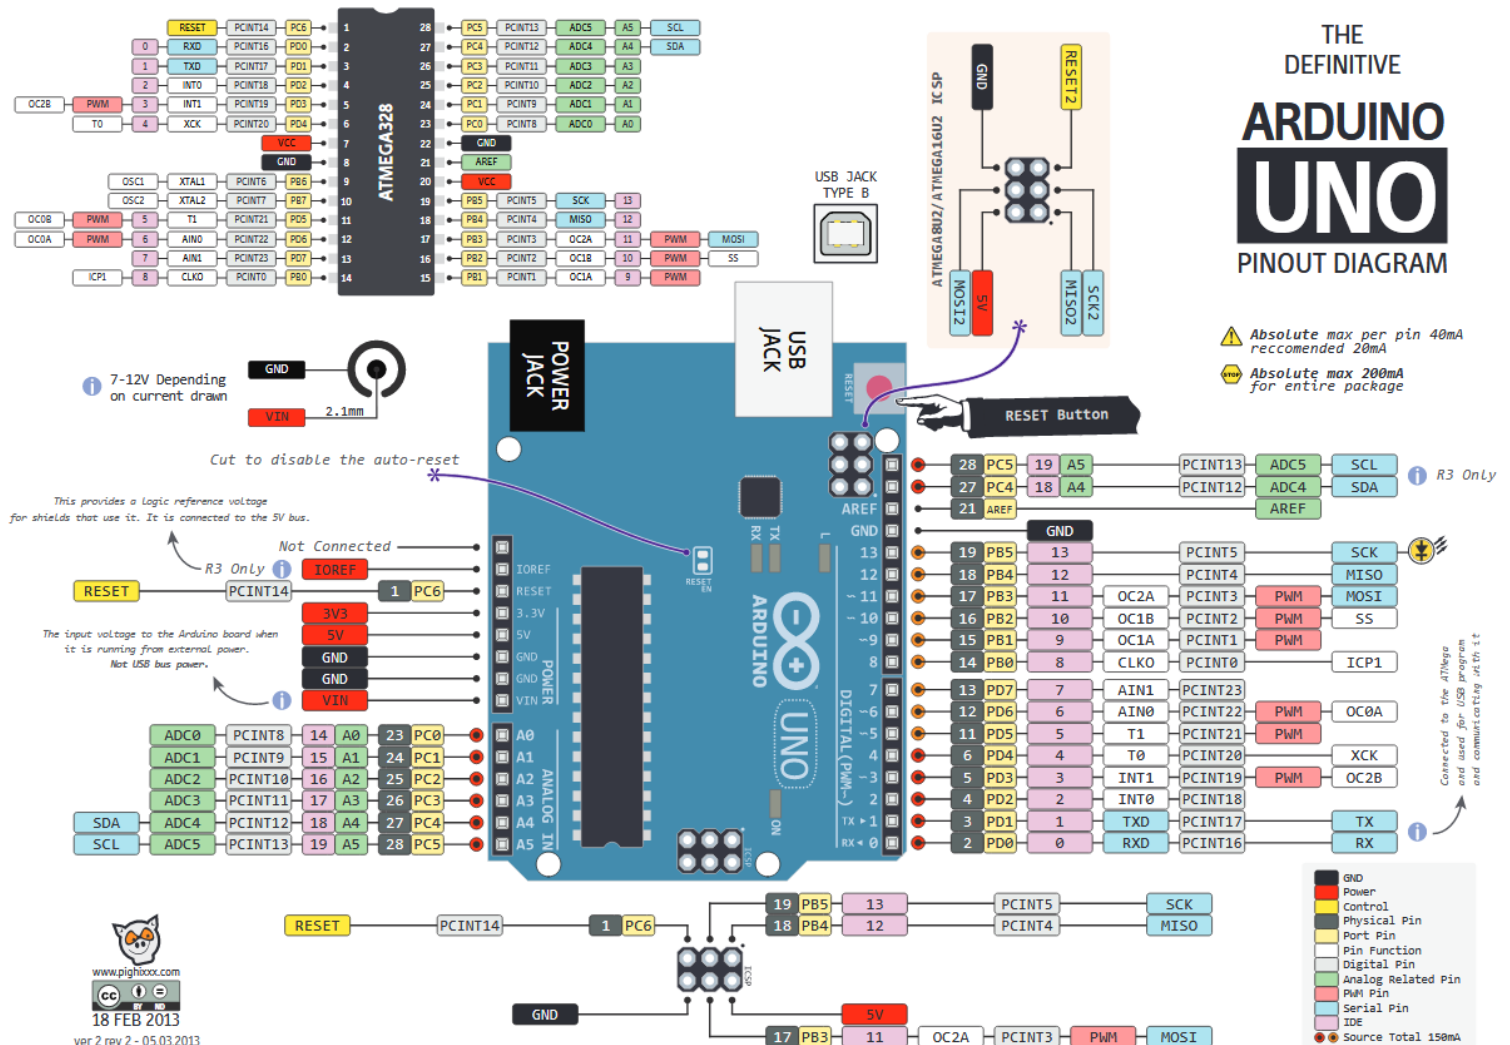 THE
DEFINITIVE
ARDUINO
UNO
PINOUT DIAGRAM
RESET PCINT14 PC6 1
0 RXD PCINT16 PD0 2
1 TXD PCINT17 PD1 3
2 INT0 PCINT18 PD2 4
OC2B PWM 3 INT1 PCINT19 PD3 5
T0 4 XCK PCINT20 PD4 6
VCC 7
GND 8
OSC1 XTAL1 PCINT6 PB6 9
OSC2 XTAL2 PCINT7 PB7 10
OC0B PWM 5 T1 PCINT21 PD5 11
OC0A PWM 6 AIN0 PCINT22 PD6 12
7 AIN1 PCINT23 PD7 13
ICP1 8 CLKO PCINT0 PB0 14
ATMEGA328
28 PC5 PCINT13 ADC5 A5 SCL
27 PC4 PCINT12 ADC4 A4 SDA
26 PC3 PCINT11 ADC3 A3
25 PC2 PCINT10 ADC2 A2
24 PC1 PCINT9 ADC1 A1
23 PC0 PCINT8 ADC0 A0
22 GND
21 AREF
20 VCC
19 PB5 PCINT5 SCK 13
18 PB4 PCINT4 MISO 12
17 PB3 PCINT3 OC2A 11 PWM MOSI
16 PB2 PCINT2 OC1B 10 PWM SS
15 PB1 PCINT1 OC1A 9 PWM
USB JACK
TYPE B
ATMEGA8U2/ATMEGA16U2 ICSP
GND
RESET2
MOSI2
5V
MISO2
SCK2
Absolute max per pin 40mA
reccomended 20mA
STOP
Absolute max 200mA
for entire package
i
7-12V Depending
on current drawn
GND
VIN
2.1mm
POWER
JACK
USB
JACK
RESET
RESET Button
Cut to disable the auto-reset
This provides a logic reference voltage
for shields that use it. It is connected to the 5V bus.
Not Connected
R3 Only i IOREF
RESET PCINT14 1 PC6
3V3
5V
GND
GND
VIN
The input voltage to the Arduino board when
it is running from external power.
Not USB bus power.
i
ADC0 PCINT8 14 A0 23 PC0
ADC1 PCINT9 15 A1 24 PC1
ADC2 PCINT10 16 A2 25 PC2
ADC3 PCINT11 17 A3 26 PC3
SDA ADC4 PCINT12 18 A4 27 PC4
SCL ADC5 PCINT13 19 A5 28 PC5
IOREF
RESET
3.3V
5V
GND
GND
VIN
POWER
A0
A1
A2
A3
A4
A5
ANALOG IN
RESET
EN
RX
TX
L
ARDUINO
UNO
ON
ICSP
AREF
GND
13
12
~11
~10
~9
8
7
~6
~5
4
~3
2
TX ▸ 1
RX ◂ 0
DIGITAL (PWM~)
28 PC5 19 A5 PCINT13 ADC5 SCL
27 PC4 18 A4 PCINT12 ADC4 SDA
i R3 Only
21 AREF AREF
GND
19 PB5 13 PCINT5 SCK
18 PB4 12 PCINT4 MISO
17 PB3 11 OC2A PCINT3 PWM MOSI
16 PB2 10 OC1B PCINT2 PWM SS
15 PB1 9 OC1A PCINT1 PWM
14 PB0 8 CLKO PCINT0 ICP1
13 PD7 7 AIN1 PCINT23
12 PD6 6 AIN0 PCINT22 PWM OC0A
11 PD5 5 T1 PCINT21 PWM
6 PD4 4 T0 PCINT20 XCK
5 PD3 3 INT1 PCINT19 PWM OC2B
4 PD2 2 INT0 PCINT18
3 PD1 1 TXD PCINT17 TX
2 PD0 0 RXD PCINT16 RX
i
Connected to the ATMega
and used for USB program
and communicating with it
RESET PCINT14 1 PC6
19 PB5 13 PCINT5 SCK
18 PB4 12 PCINT4 MISO
ICSP
GND
5V
17 PB3 11 OC2A PCINT3 PWM MOSI
www.pighixxx.com
cc
BY ND
18 FEB 2013
ver 2 rev 2 - 05.03.2013
GND
Power
Control
Physical Pin
Port Pin
Pin Function
Digital Pin
Analog Related Pin
PWM Pin
Serial Pin
IDE
Source Total 150mA